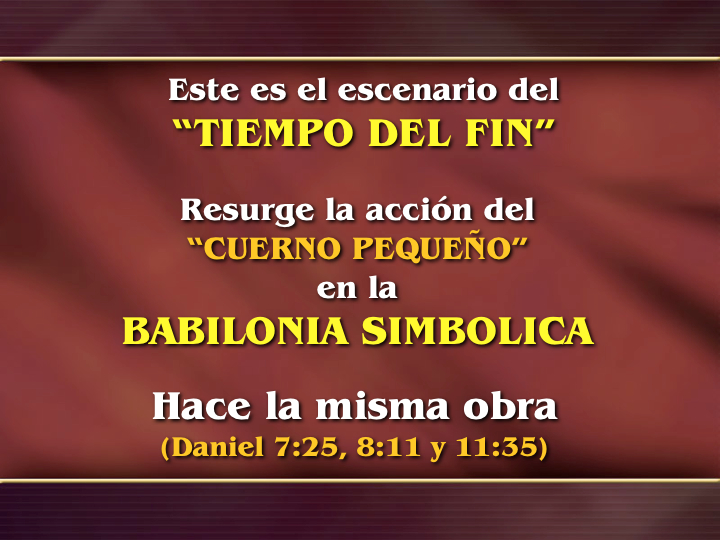 Este es el escenario del
“TIEMPO DEL FIN”
Resurge la acción del
“CUERNO PEQUEÑO”
en la
BABILONIA SIMBOLICA
Hace la misma obra
(Daniel 7:25, 8:11 y 11:35)